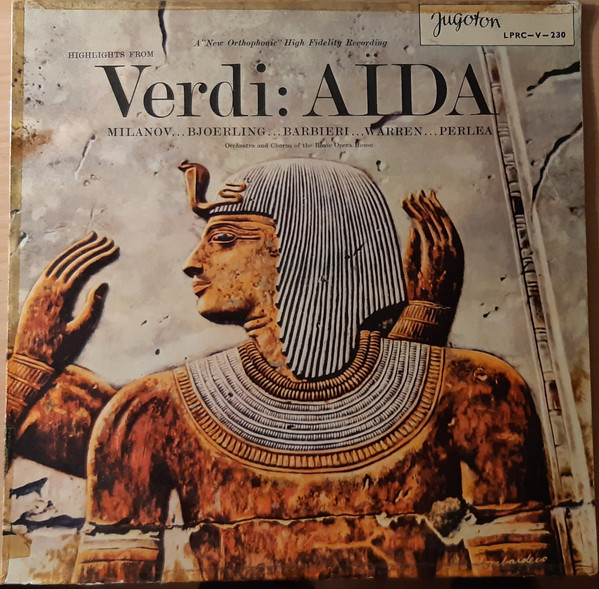 Jugoton
LPRC-V-230
A "New Orthophonic" High Fidelity Recording
HIGHLIGHTS FROM
Verdi: AIDA
MILANOV...BJOERLING...BARBIERI...WARREN...PERLEA
Orchestra and Chorus of the Rome Opera House